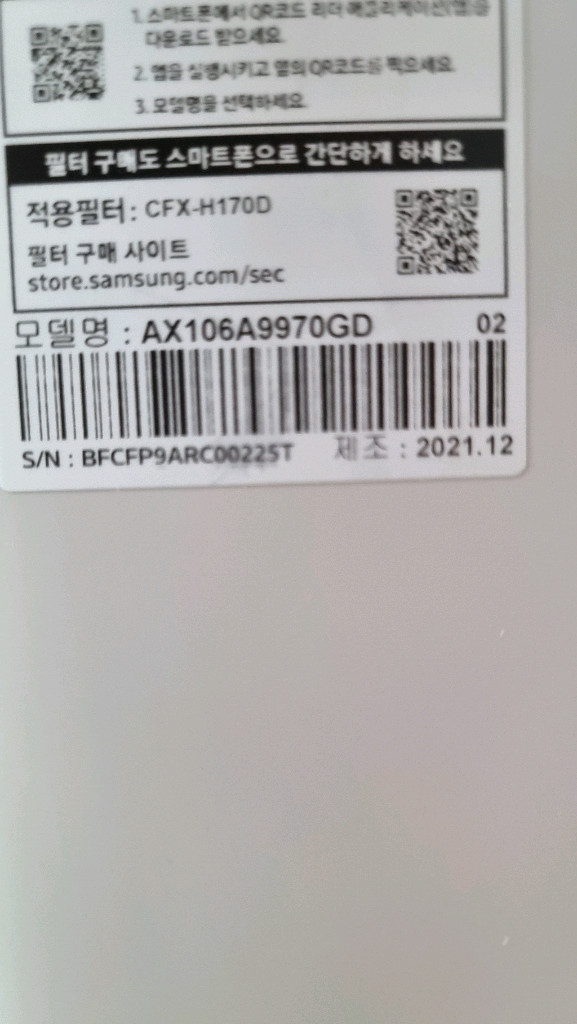 1. 스마트폰에서 QR코드 리더 애플리케이션(앱)을
다운로드 받으세요.
2. 앱을 실행시키고 옆의 QR코드를 찍으세요.
3. 모델명을 선택하세요.
필터 구매도 스마트폰으로 간단하게 하세요
적용필터 : CFX-H170D
필터 구매 사이트
store.samsung.com/sec
모델명 : AX106A9970GD 02
S/N : BFCFP9ARC00225T 제조 : 2021.12